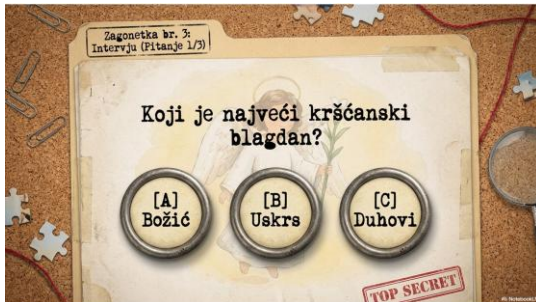 Zagonetka br. 3:
Intervju (Pitanje 1/3)
Koji je najveći kršćanski
blagdan?
[A]
Božić
[B]
Uskrs
[C]
Duhovi
TOP SECRET